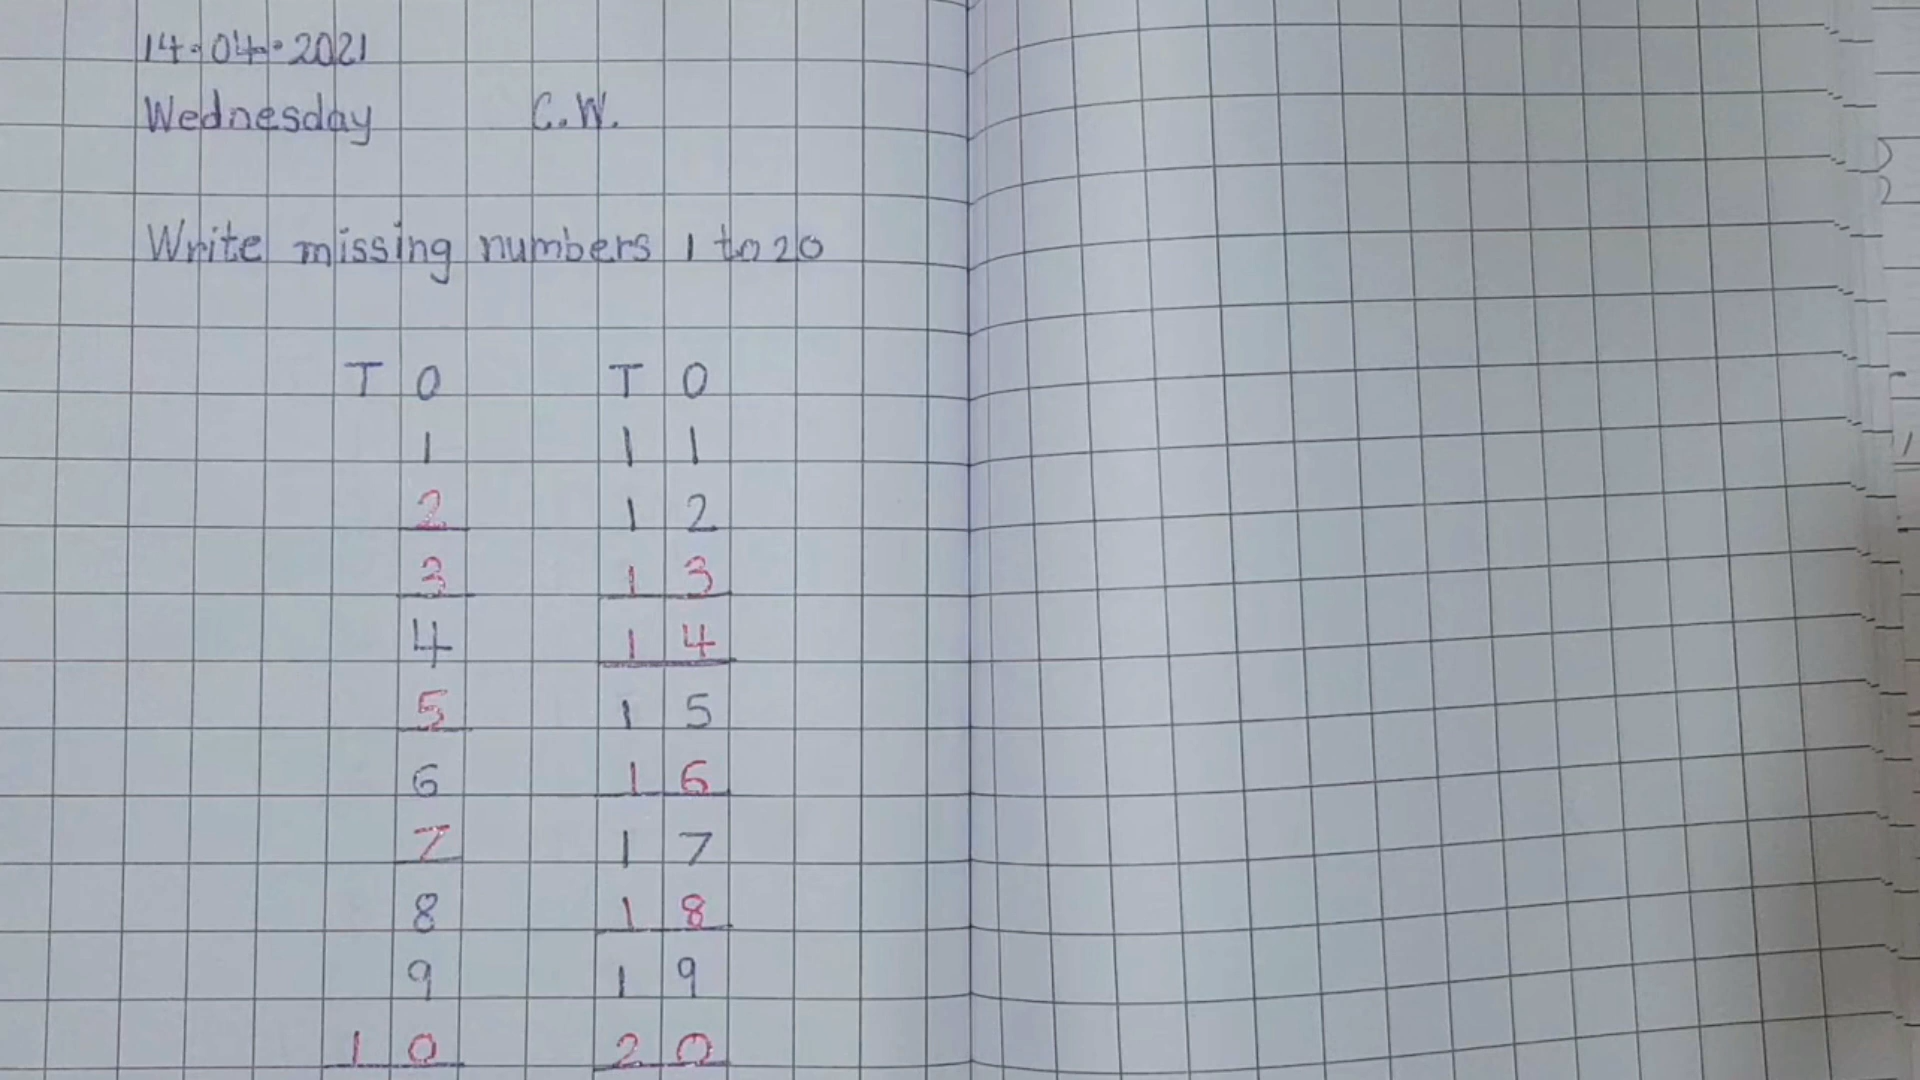 14.04.2021
Wednesday C.W.
Write missing numbers 1 to 20
T O T O
1 1 1
2 1 2
3 1 3
4 1 4
5 1 5
6 1 6
7 1 7
8 1 8
9 1 9
1 0 2 0